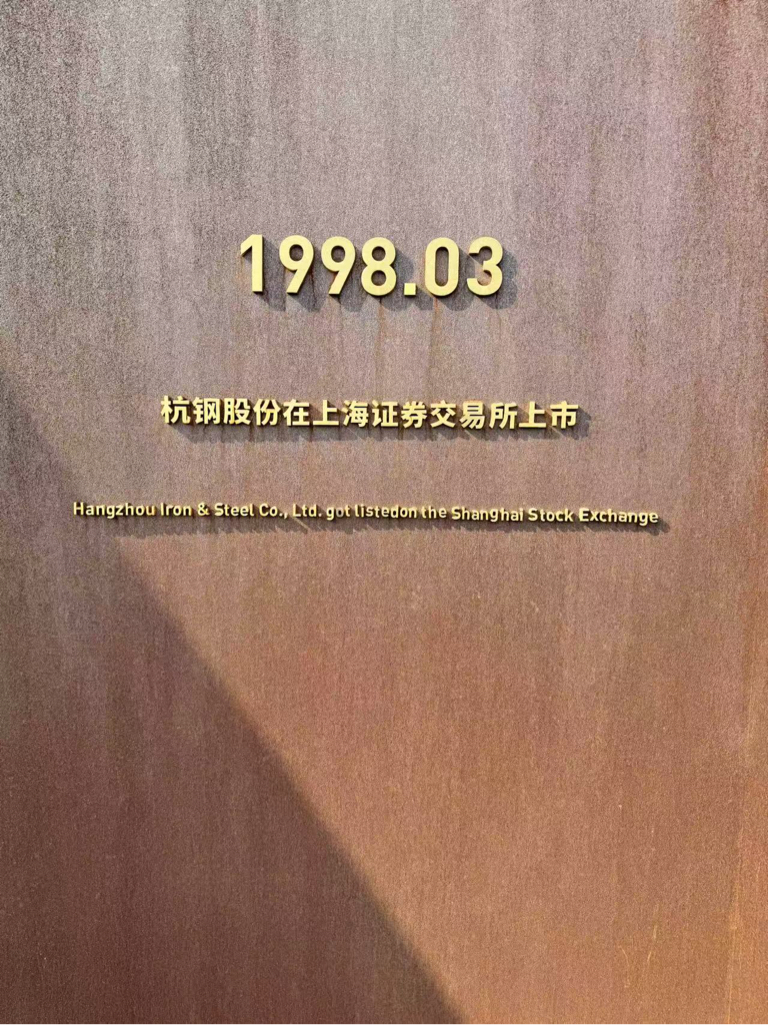 1998.03
杭钢股份在上海证券交易所上市
Hangzhou Iron & Steel Co., Ltd. got listedon the Shanghai Stock Exchange